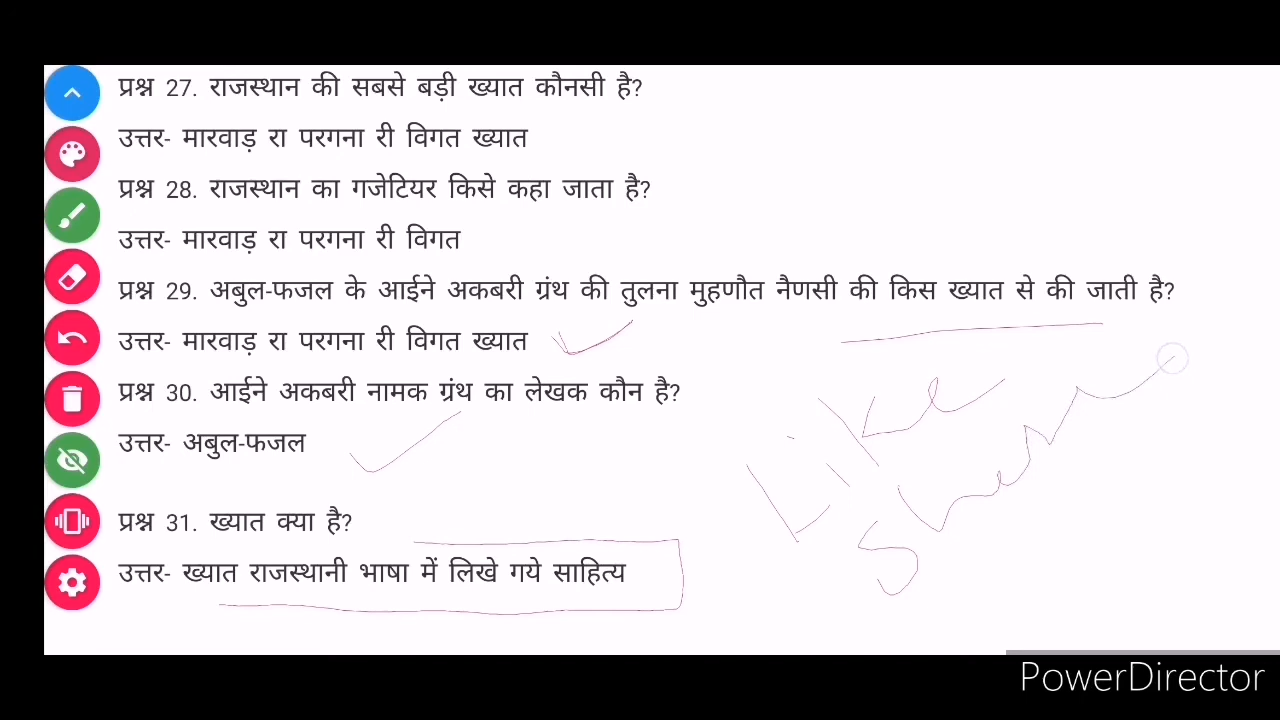 प्रश्न 27. राजस्थान की सबसे बड़ी ख्यात कौनसी है?
उत्तर- मारवाड़ रा परगना री विगत ख्यात
प्रश्न 28. राजस्थान का गजेटियर किसे कहा जाता है?
उत्तर- मारवाड़ रा परगना री विगत
प्रश्न 29. अबुल-फजल के आईने अकबरी ग्रंथ की तुलना मुहणौत नैणसी की किस ख्यात से की जाती है?
उत्तर- मारवाड़ रा परगना री विगत ख्यात
प्रश्न 30. आईने अकबरी नामक ग्रंथ का लेखक कौन है?
उत्तर- अबुल-फजल
प्रश्न 31. ख्यात क्या है?
उत्तर- ख्यात राजस्थानी भाषा में लिखे गये साहित्य
Like
PowerDirector